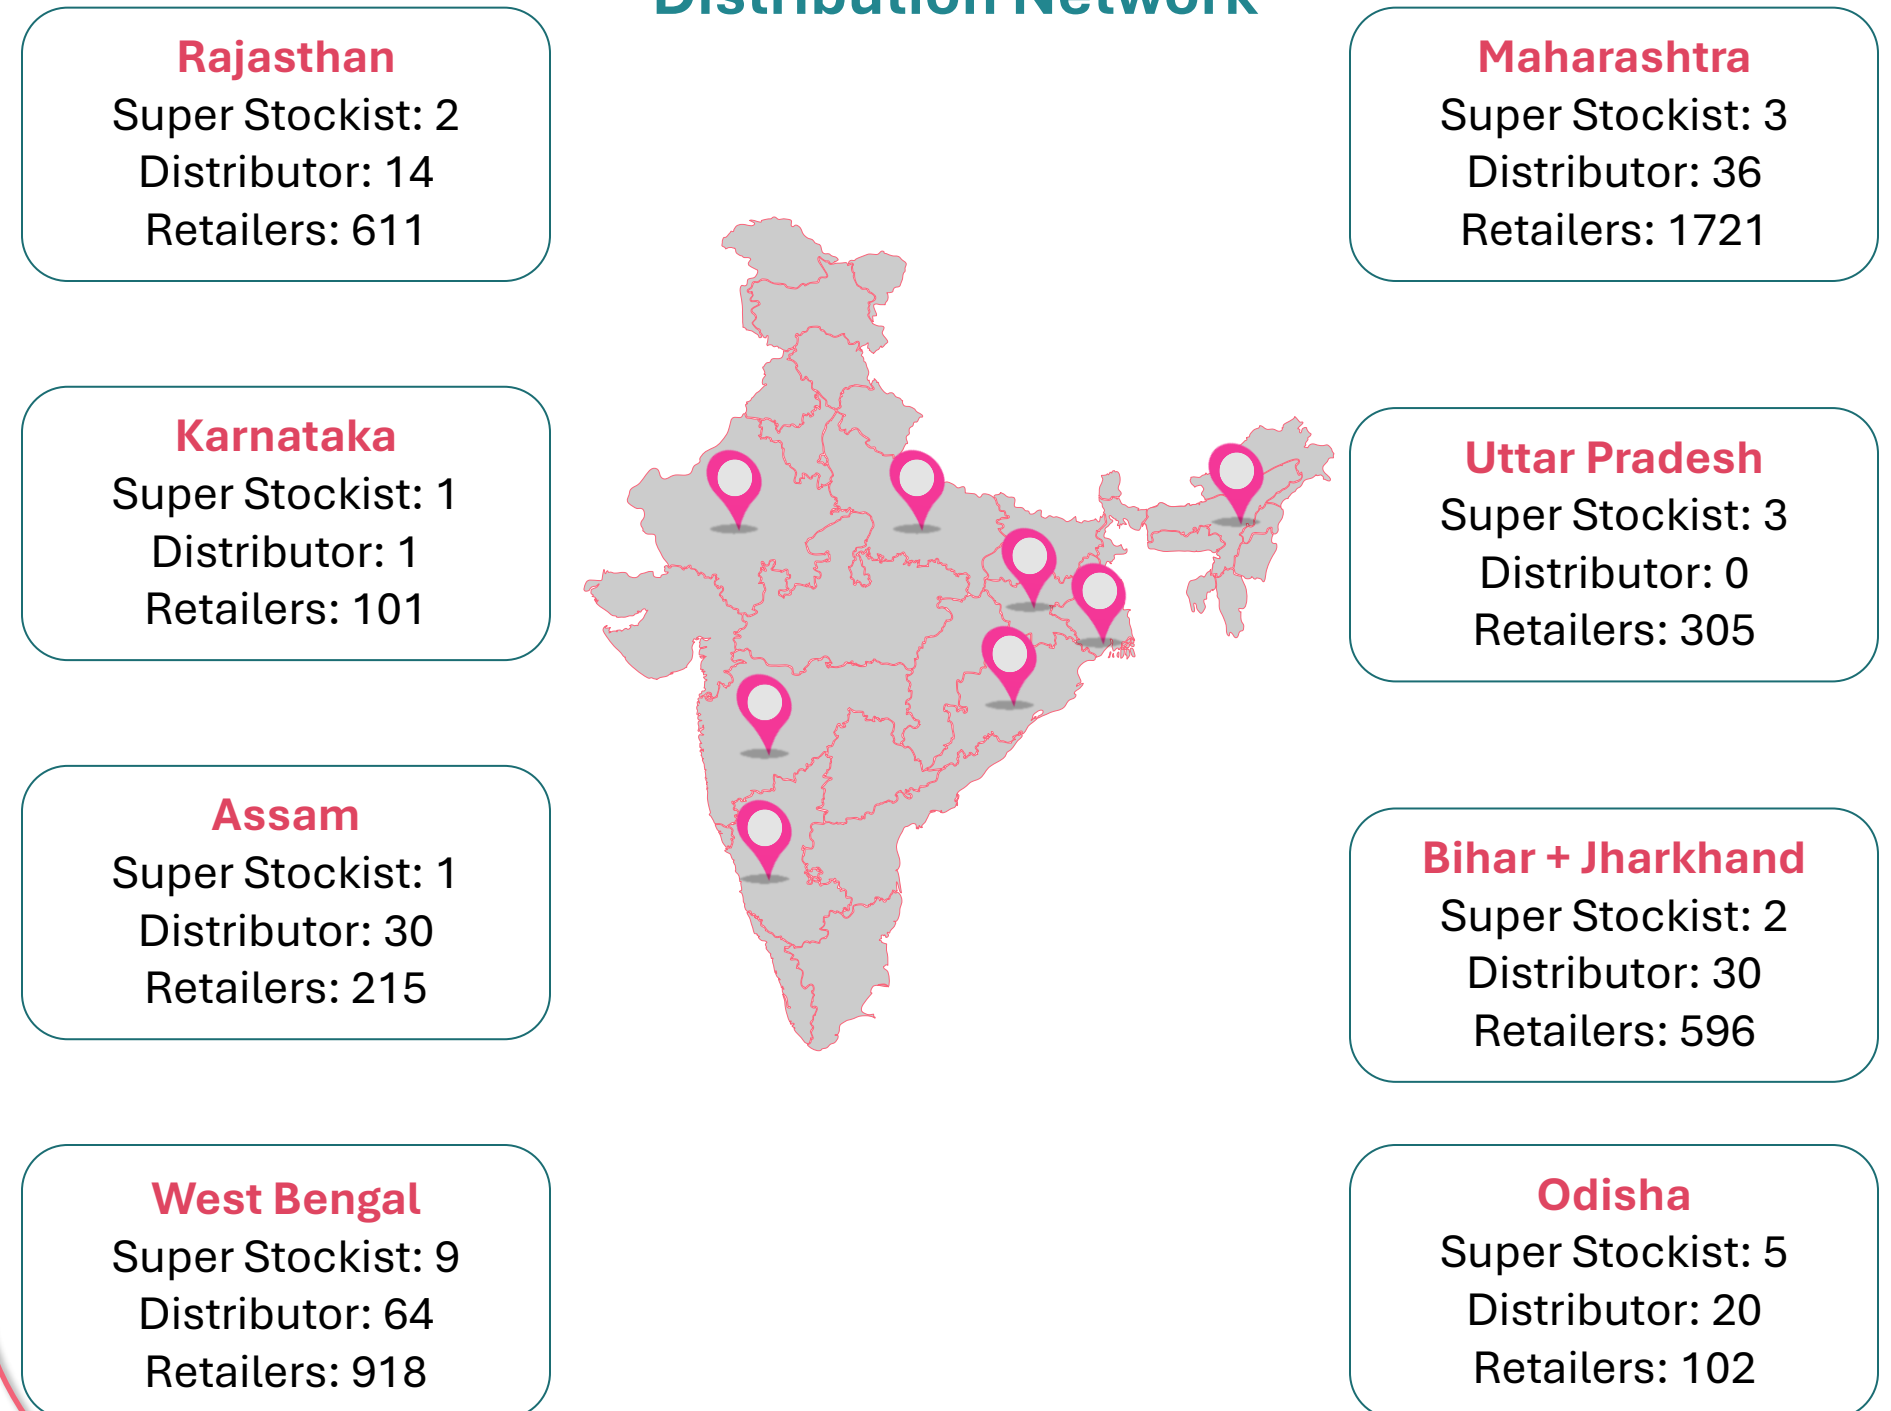 Distribution Network
Rajasthan
Super Stockist: 2
Distributor: 14
Retailers: 611
Maharashtra
Super Stockist: 3
Distributor: 36
Retailers: 1721
Karnataka
Super Stockist: 1
Distributor: 1
Retailers: 101
Uttar Pradesh
Super Stockist: 3
Distributor: 0
Retailers: 305
Assam
Super Stockist: 1
Distributor: 30
Retailers: 215
Bihar + Jharkhand
Super Stockist: 2
Distributor: 30
Retailers: 596
West Bengal
Super Stockist: 9
Distributor: 64
Retailers: 918
Odisha
Super Stockist: 5
Distributor: 20
Retailers: 102